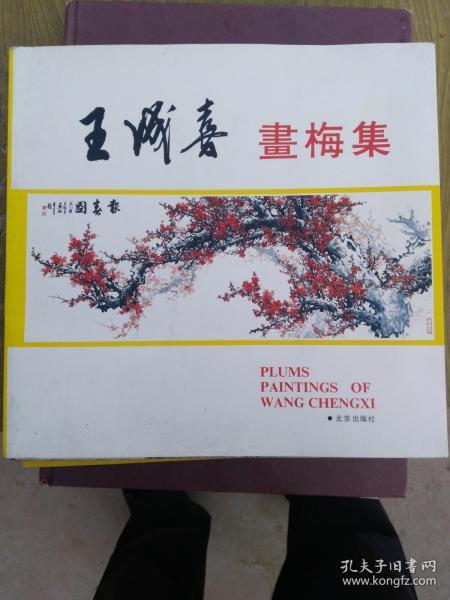 王成喜 畫梅集
報春圖
PLUMS
PAINTINGS OF
WANG CHENGXI
●北京出版社
孔夫子旧书网
www.kongfz.com